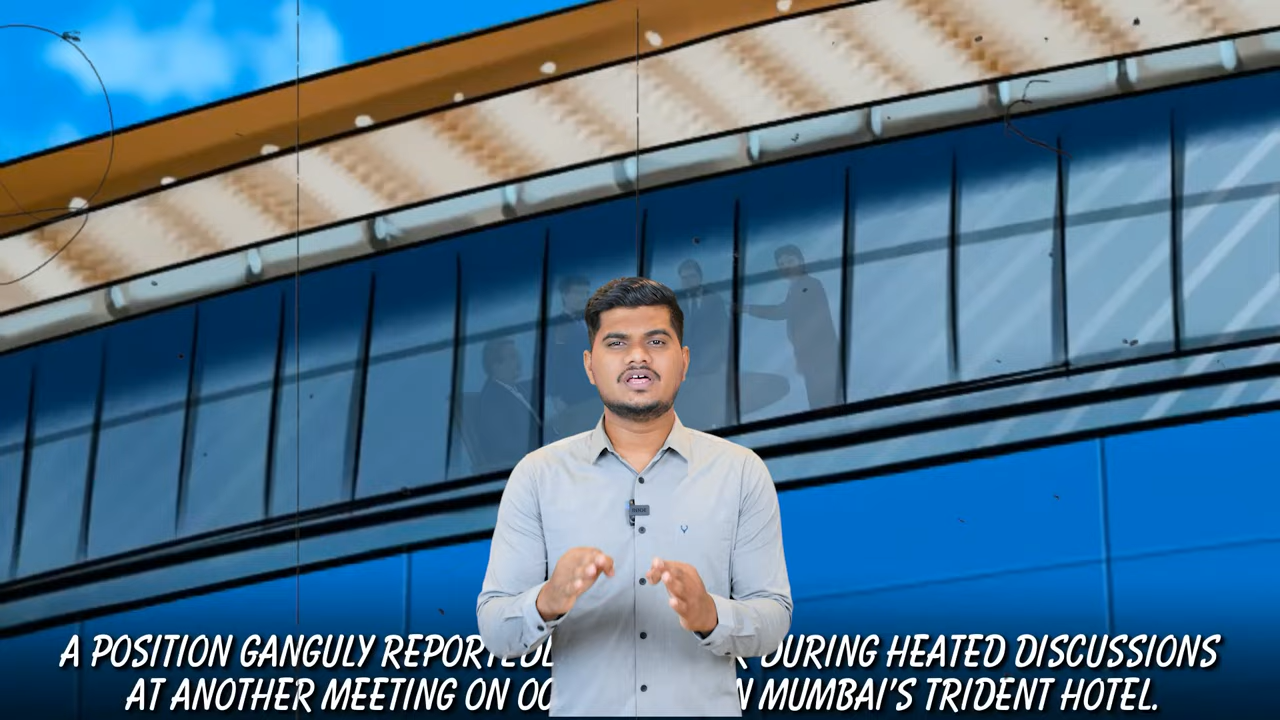 A POSITION GANGULY REPORTEDL DURING HEATED DISCUSSIONS
AT ANOTHER MEETING ON OC N MUMBAI'S TRIDENT HOTEL.